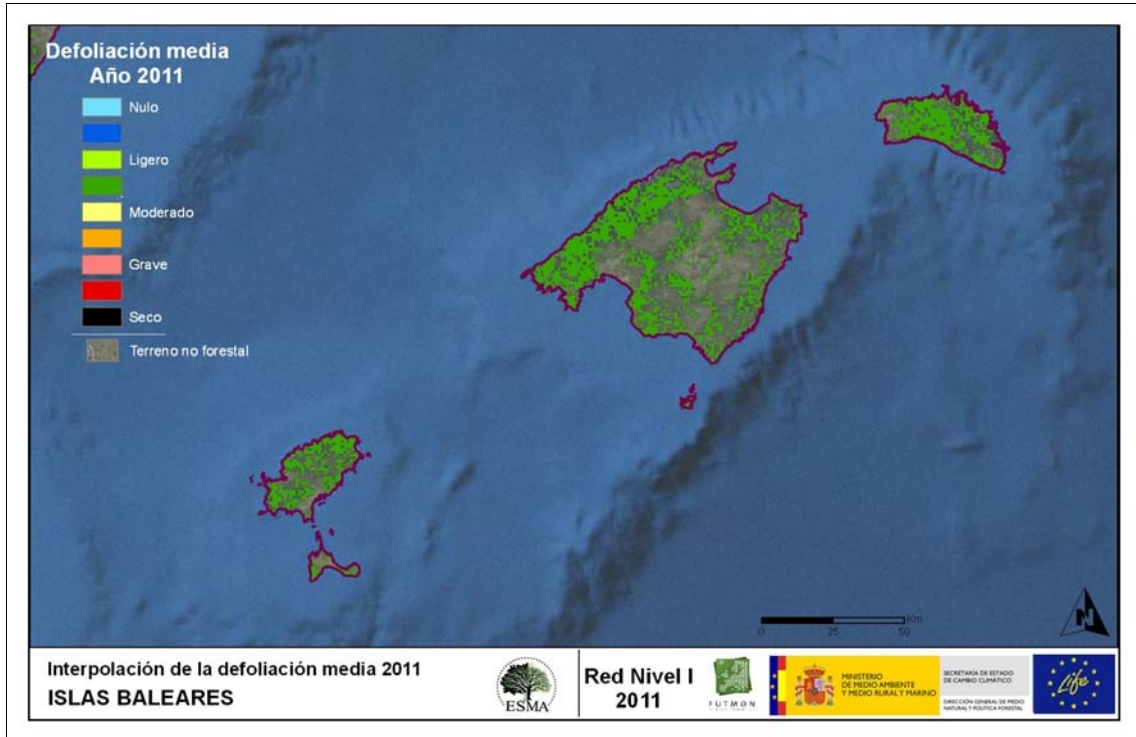 Defoliación media
Año 2011
Nulo
Ligero
Moderado
Grave
Seco
Terreno no forestal
Km
0 25 50
N
Interpolación de la defoliación media 2011
ISLAS BALEARES
ESMA
Red Nivel I
2011
FUTMON
MINISTERIO
DE MEDIO AMBIENTE
Y MEDIO RURAL Y MARINO
SECRETARÍA DE ESTADO
DE CAMBIO CLIMÁTICO
DIRECCIÓN GENERAL DE MEDIO
NATURAL Y POLÍTICA FORESTAL
Life